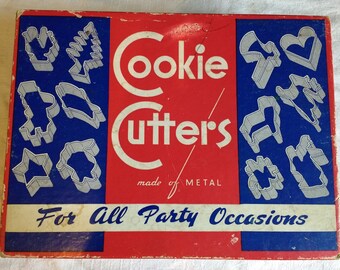 Cookie
Cutters
made of METAL
For All Party Occasions